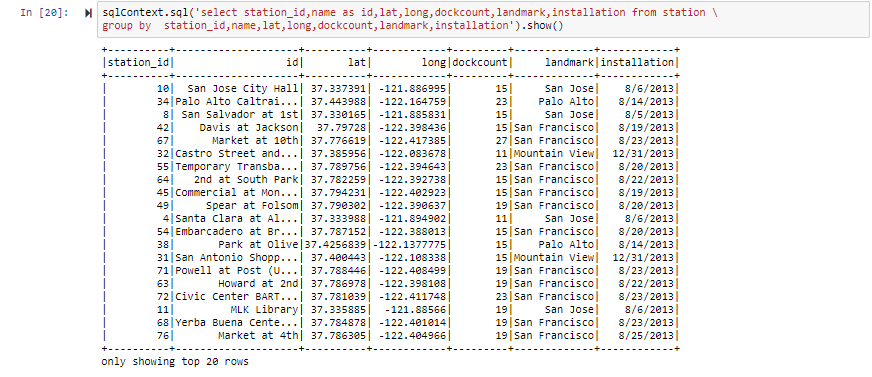 In [20]: sqlContext.sql('select station_id,name as id,lat,long,dockcount,landmark,installation from station \
group by  station_id,name,lat,long,dockcount,landmark,installation').show()
+----------+--------------------+----------+------------+---------+-------------+------------+
|station_id|                  id|       lat|        long|dockcount|     landmark|installation|
+----------+--------------------+----------+------------+---------+-------------+------------+
|        10|  San Jose City Hall| 37.337391| -121.886995|       15|     San Jose|    8/6/2013|
|        34|Palo Alto Caltrai...| 37.443988| -122.164759|       23|    Palo Alto|   8/14/2013|
|         8| San Salvador at 1st| 37.330165| -121.885831|       15|     San Jose|    8/5/2013|
|        42|    Davis at Jackson|  37.79728| -122.398436|       15|San Francisco|   8/19/2013|
|        67|      Market at 10th| 37.776619| -122.417385|       27|San Francisco|   8/23/2013|
|        32|Castro Street and...| 37.385956| -122.083678|       11|Mountain View|  12/31/2013|
|        55|Temporary Transba...| 37.789756| -122.394643|       23|San Francisco|   8/20/2013|
|        64|   2nd at South Park| 37.782259| -122.392738|       15|San Francisco|   8/22/2013|
|        45|Commercial at Mon...| 37.794231| -122.402923|       15|San Francisco|   8/19/2013|
|        49|     Spear at Folsom| 37.790302| -122.390637|       19|San Francisco|   8/20/2013|
|         4|Santa Clara at Al...| 37.333988| -121.894902|       11|     San Jose|    8/6/2013|
|        54|Embarcadero at Br...| 37.787152| -122.388013|       15|San Francisco|   8/20/2013|
|        38|       Park at Olive|37.4256839|-122.1377775|       15|    Palo Alto|   8/14/2013|
|        31|San Antonio Shopp...| 37.400443| -122.108338|       15|Mountain View|  12/31/2013|
|        71|Powell at Post (U...| 37.788446| -122.408499|       19|San Francisco|   8/23/2013|
|        63|       Howard at 2nd| 37.786978| -122.398108|       19|San Francisco|   8/22/2013|
|        72|Civic Center BART...| 37.781039| -122.411748|       23|San Francisco|   8/23/2013|
|        11|         MLK Library| 37.335885|  -121.88566|       19|     San Jose|    8/6/2013|
|        68|Yerba Buena Cente...| 37.784878| -122.401014|       19|San Francisco|   8/23/2013|
|        76|       Market at 4th| 37.786305| -122.404966|       19|San Francisco|   8/25/2013|
+----------+--------------------+----------+------------+---------+-------------+------------+
only showing top 20 rows